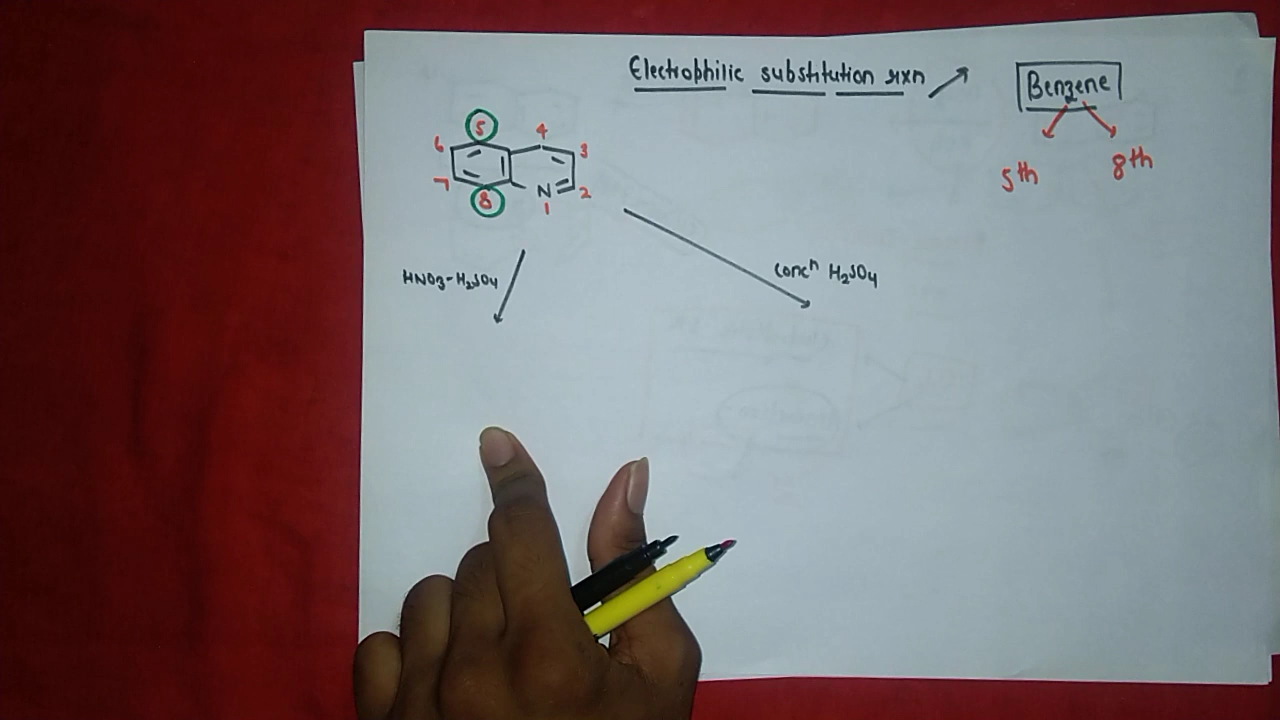 Electrophilic substitution rxn
Benzene
5th
8th
5
4
6
3
7
8
N
2
1
HNO3-H2SO4
Concn H2SO4